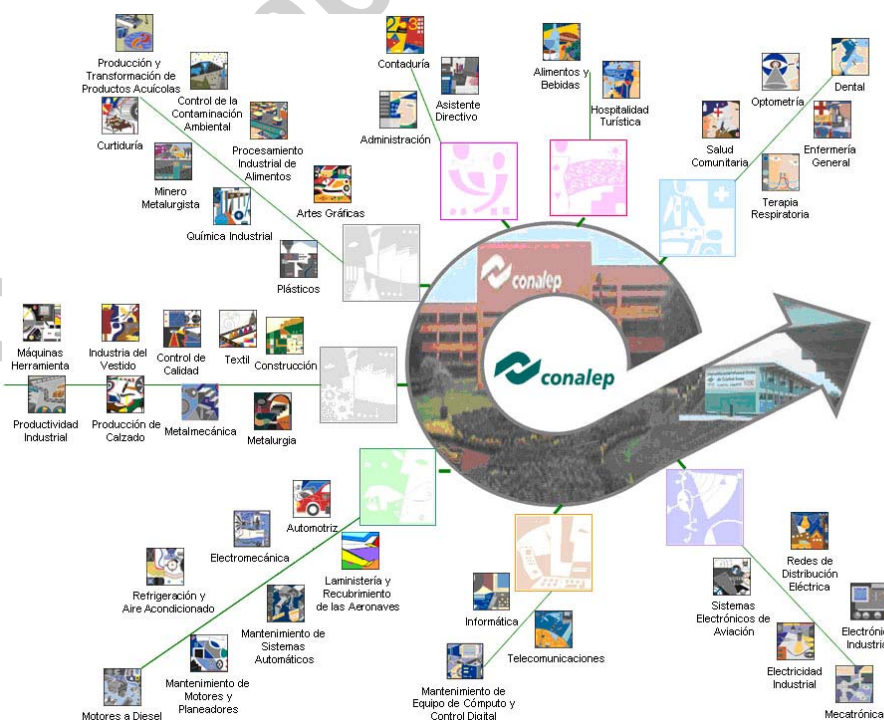 Producción y
Transformación de
Productos Acuícolas
Control de la
Contaminación
Ambiental
Curtiduría
Procesamiento
Industrial de
Alimentos
Minero
Metalurgista
Artes Gráficas
Química Industrial
Plásticos
Contaduría
Asistente
Directivo
Administración
Alimentos y
Bebidas
Hospitalidad
Turística
Optometría
Dental
Salud
Comunitaria
Enfermería
General
Terapia
Respiratoria
conalep
conalep
Máquinas
Herramienta
Industria del
Vestido
Control de
Calidad
Textil
Construcción
Productividad
Industrial
Producción de
Calzado
Metalmecánica
Metalurgia
Automotriz
Electromecánica
Laministería y
Recubrimiento
de las Aeronaves
Refrigeración y
Aire Acondicionado
Mantenimiento de
Sistemas
Automáticos
Mantenimiento de
Motores y
Planeadores
Motores a Diesel
Informática
Telecomunicaciones
Mantenimiento de
Equipo de Cómputo y
Control Digital
Redes de
Distribución
Eléctrica
Sistemas
Electrónicos de
Aviación
Electrónic
Industria
Electricidad
Industrial
Mecatrónica